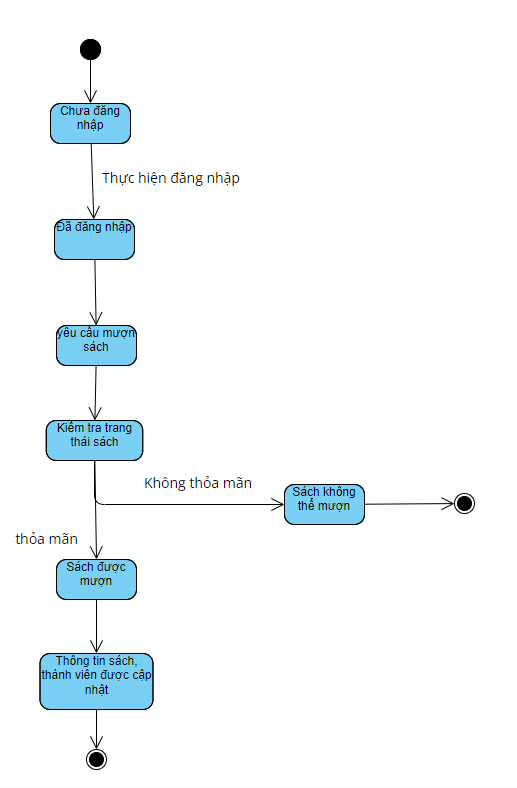 Chưa đăng
nhập
Thực hiện đăng nhập
Đã đăng nhập
yêu cầu mượn
sách
Kiểm tra trang
thái sách
Không thỏa mãn
Sách không
thể mượn
thỏa mãn
Sách được
mượn
Thông tin sách,
thành viên được cập
nhật